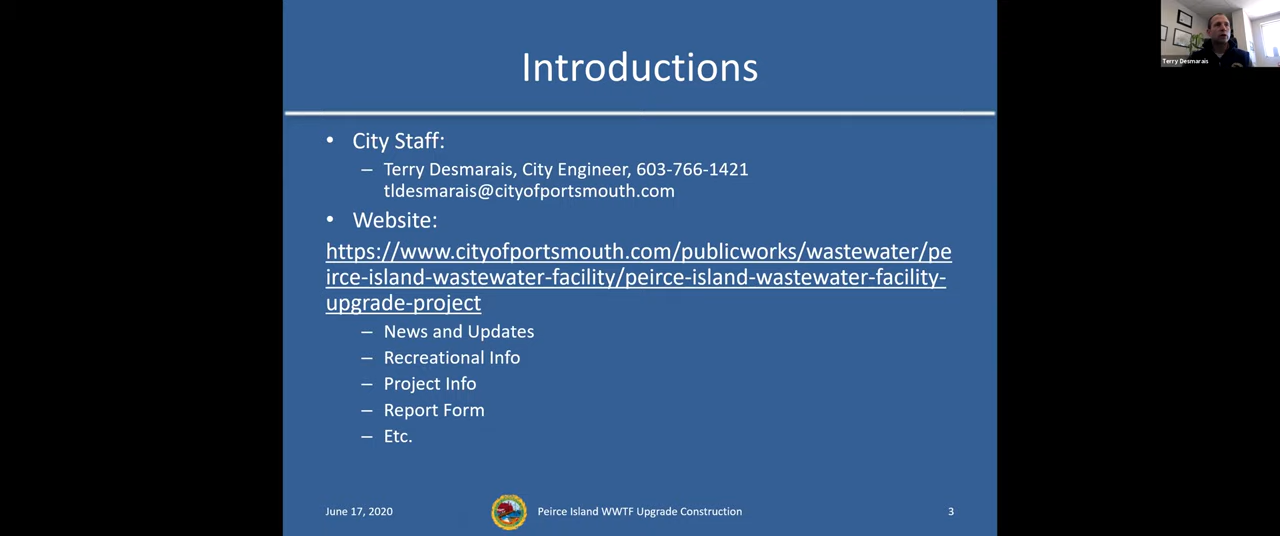 Introductions
Terry Desmarais
• City Staff:
– Terry Desmarais, City Engineer, 603-766-1421
tldesmarais@cityofportsmouth.com
• Website:
https://www.cityofportsmouth.com/publicworks/wastewater/pe
irce-island-wastewater-facility/peirce-island-wastewater-facility-
upgrade-project
– News and Updates
– Recreational Info
– Project Info
– Report Form
– Etc.
June 17, 2020
Peirce Island WWTF Upgrade Construction
3